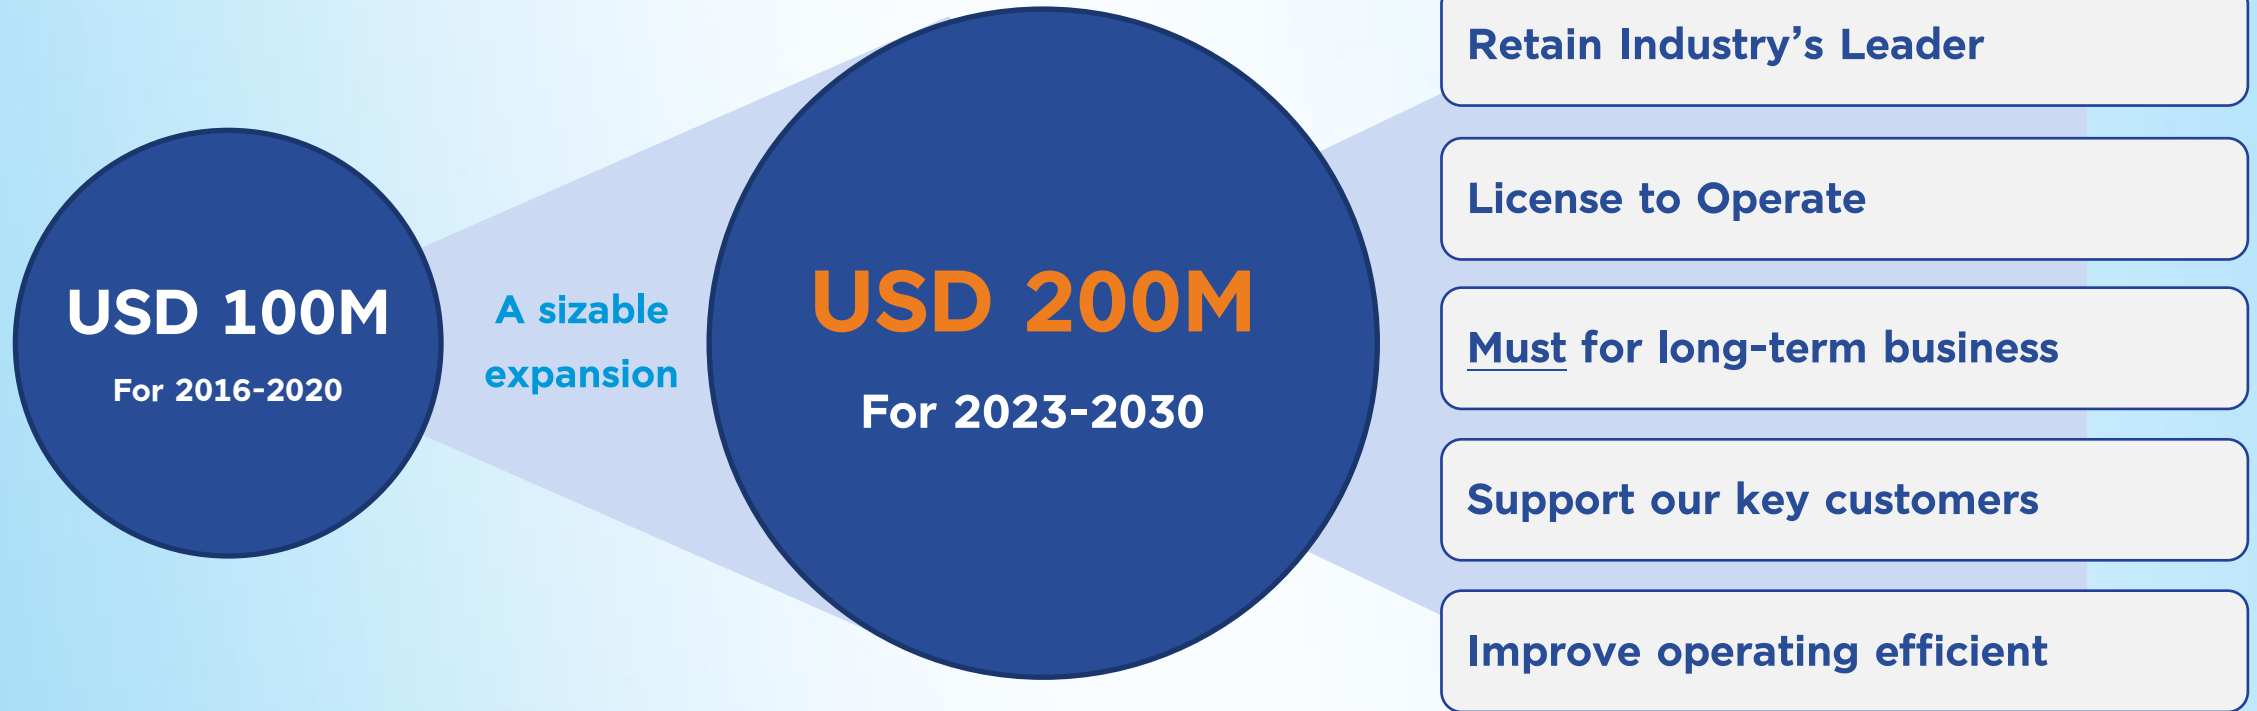 USD 100M
For 2016-2020
A sizable
expansion
USD 200M
For 2023-2030
Retain Industry’s Leader
License to Operate
Must for long-term business
Support our key customers
Improve operating efficient